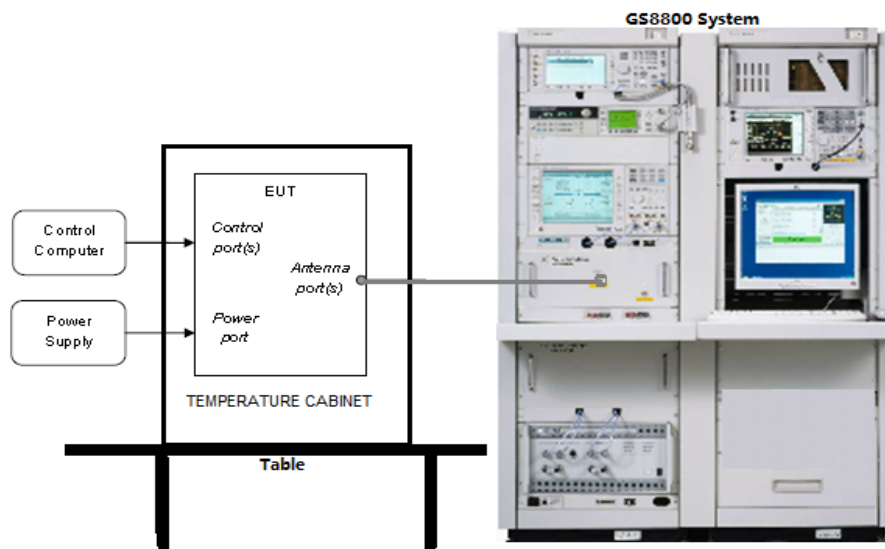 GS8800 System
EUT
Control
Computer
Control
port(s)
Antenna
port(s)
Power
Supply
Power
port
TEMPERATURE CABINET
Table